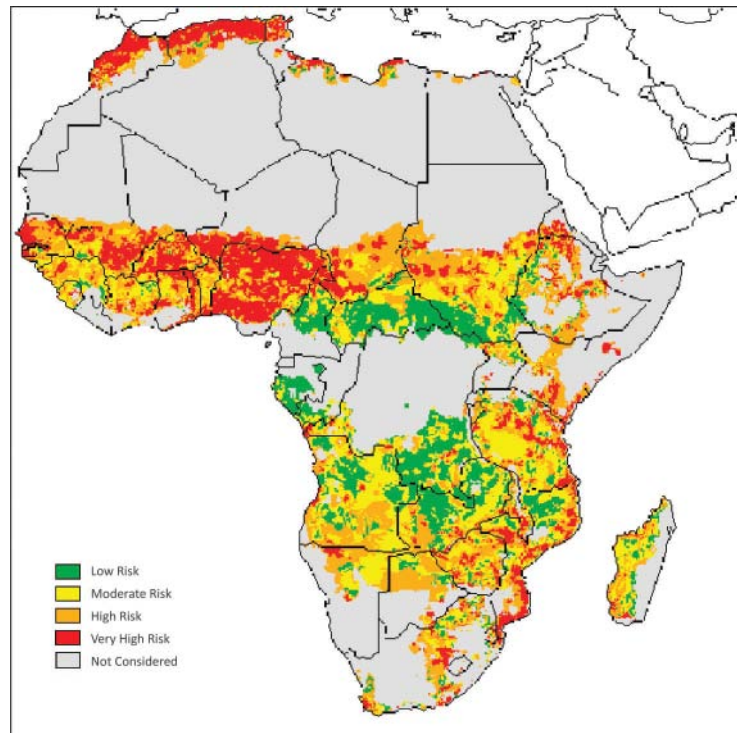 Low Risk
Moderate Risk
High Risk
Very High Risk
Not Considered